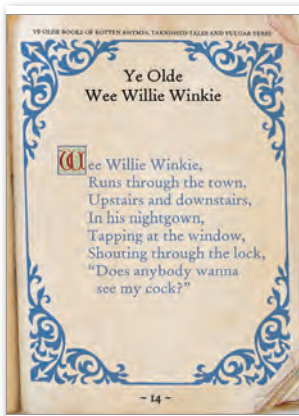 YE OLDE BOOKE OF ROTTEN RHYMES, TARNISHED TALES AND VULGAR VERSE
Ye Olde
Wee Willie Winkie
Wee Willie Winkie,
Runs through the town,
Upstairs and downstairs,
In his nightgown,
Tapping at the window,
Shouting through the lock,
“Does anybody wanna
see my cock?”
~ 14 ~